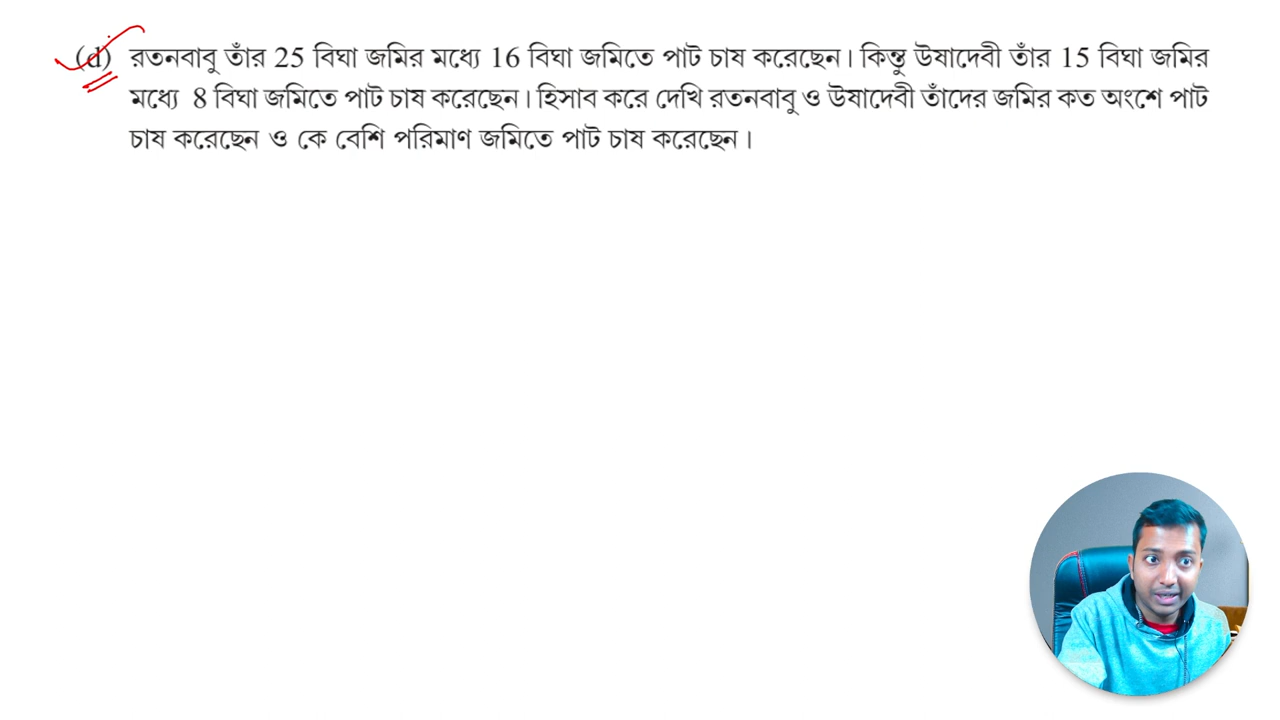 (d) রতনবাবু তাঁর 25 বিঘা জমির মধ্যে 16 বিঘা জমিতে পাট চাষ করেছেন। কিন্তু উষাদেবী তাঁর 15 বিঘা জমির
মধ্যে 8 বিঘা জমিতে পাট চাষ করেছেন। হিসাব করে দেখি রতনবাবু ও উষাদেবী তাঁদের জমির কত অংশে পাট
চাষ করেছেন ও কে বেশি পরিমাণ জমিতে পাট চাষ করেছেন।